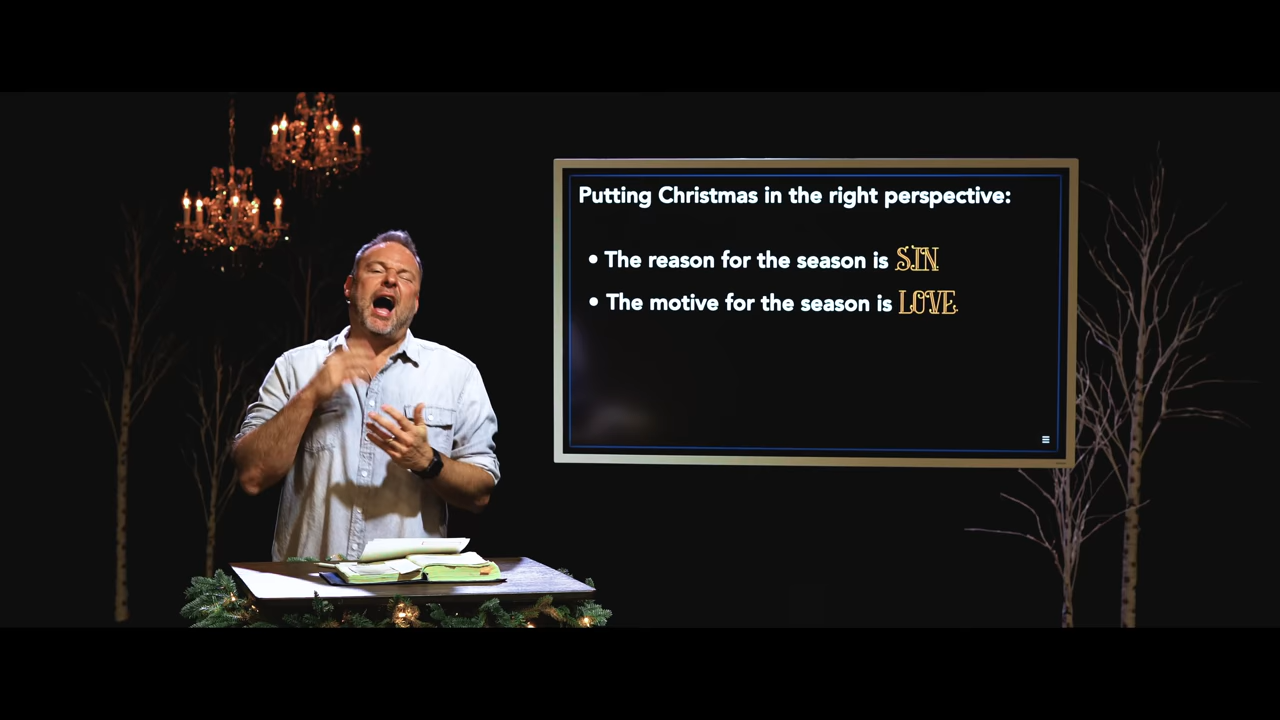 Putting Christmas in the right perspective:
• The reason for the season is SIN
• The motive for the season is LOVE